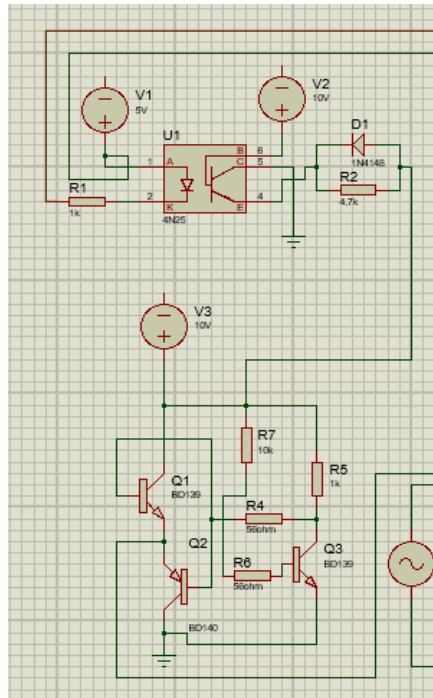 V1
5V
V2
10V
U1
D1
1N4148
1
A
2
K
B
6
C
5
E
4
R1
1k
4N25
R2
4.7k
V3
10V
R7
10k
R5
1k
Q1
BD139
R4
56ohm
Q2
Q3
BD139
R6
56ohm
BD140